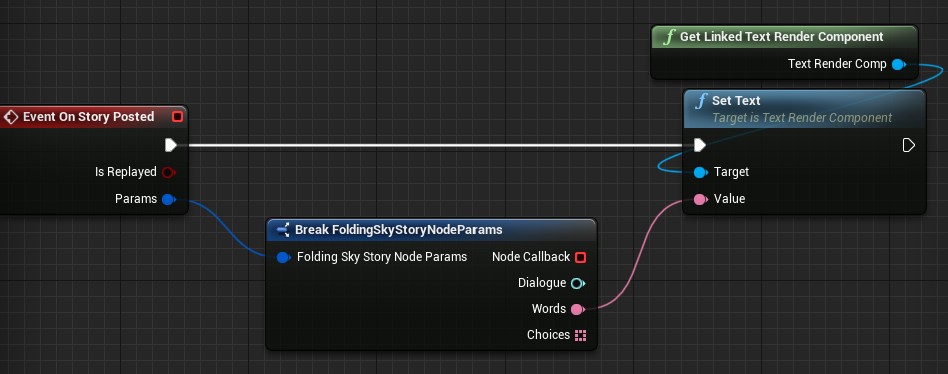 Get Linked Text Render Component
Text Render Comp
Event On Story Posted
Is Replayed
Params
Set Text
Target is Text Render Component
Target
Value
Break FoldingSkyStoryNodeParams
Folding Sky Story Node Params
Node Callback
Dialogue
Words
Choices